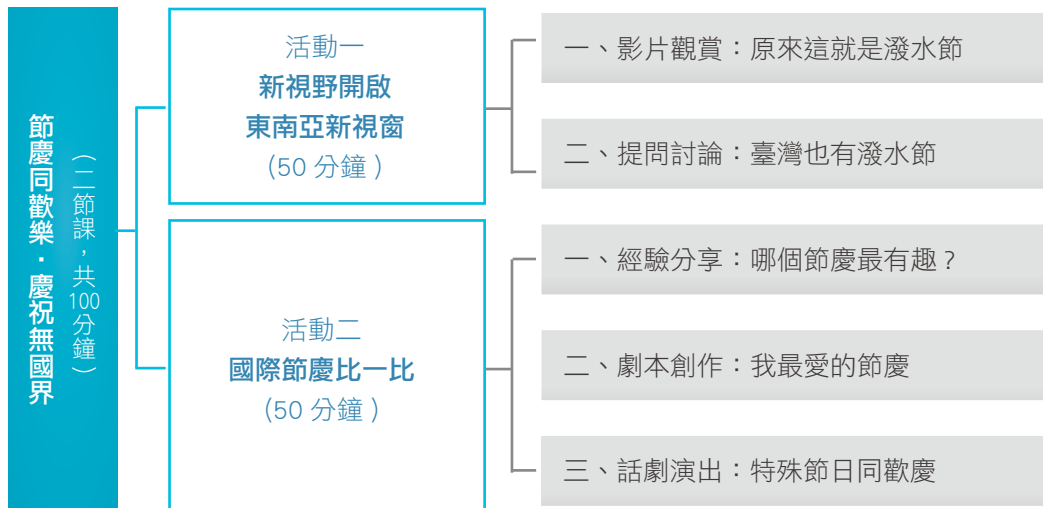 節慶同歡樂・慶祝無國界
（二節課，共100分鐘）
活動一
新視野開啟
東南亞新視窗
（50 分鐘）
一、影片觀賞：原來這就是潑水節
二、提問討論：臺灣也有潑水節
活動二
國際節慶比一比
（50 分鐘）
一、經驗分享：哪個節慶最有趣？
二、劇本創作：我最愛的節慶
三、話劇演出：特殊節日同歡慶